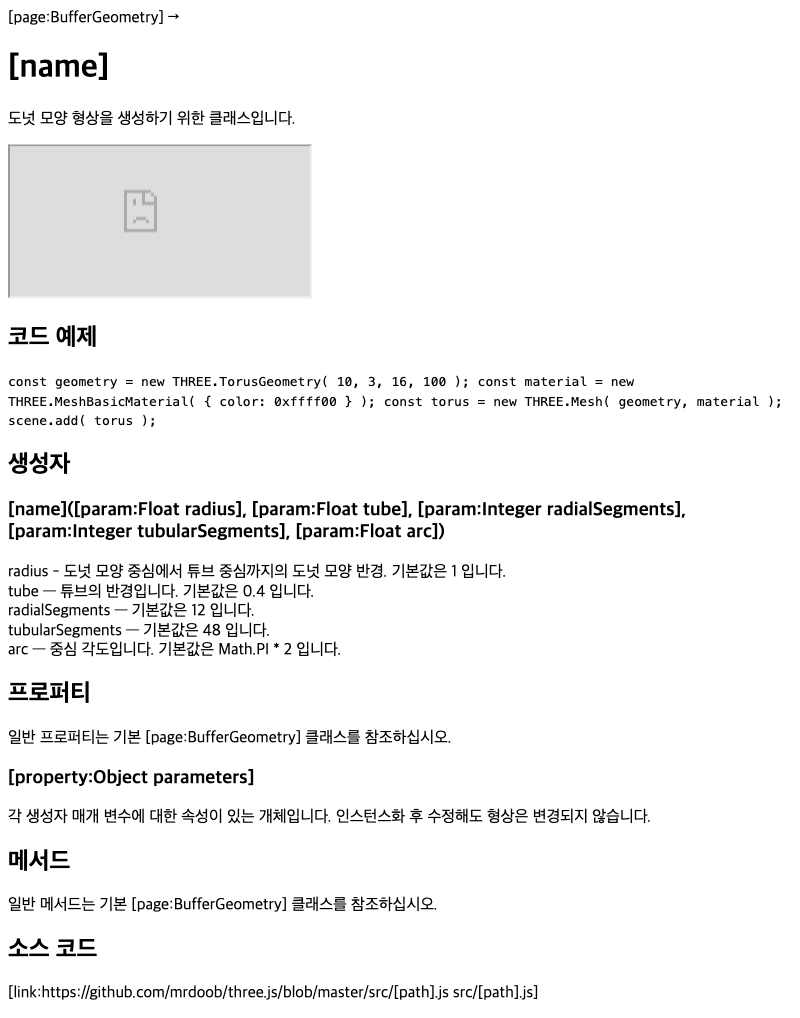 [page:BufferGeometry] →
[name]
도넛 모양 형상을 생성하기 위한 클래스입니다.
코드 예제
const geometry = new THREE.TorusGeometry( 10, 3, 16, 100 ); const material = new
THREE.MeshBasicMaterial( { color: 0xffff00 } ); const torus = new THREE.Mesh( geometry, material );
scene.add( torus );
생성자
[name]([param:Float radius], [param:Float tube], [param:Integer radialSegments],
[param:Integer tubularSegments], [param:Float arc])
radius - 도넛 모양 중심에서 튜브 중심까지의 도넛 모양 반경. 기본값은 1 입니다.
tube — 튜브의 반경입니다. 기본값은 0.4 입니다.
radialSegments — 기본값은 12 입니다.
tubularSegments — 기본값은 48 입니다.
arc — 중심 각도입니다. 기본값은 Math.PI * 2 입니다.
프로퍼티
일반 프로퍼티는 기본 [page:BufferGeometry] 클래스를 참조하십시오.
[property:Object parameters]
각 생성자 매개 변수에 대한 속성이 있는 개체입니다. 인스턴스화 후 수정해도 형상은 변경되지 않습니다.
메서드
일반 메서드는 기본 [page:BufferGeometry] 클래스를 참조하십시오.
소스 코드
[link:https://github.com/mrdoob/three.js/blob/master/src/[path].js src/[path].js]